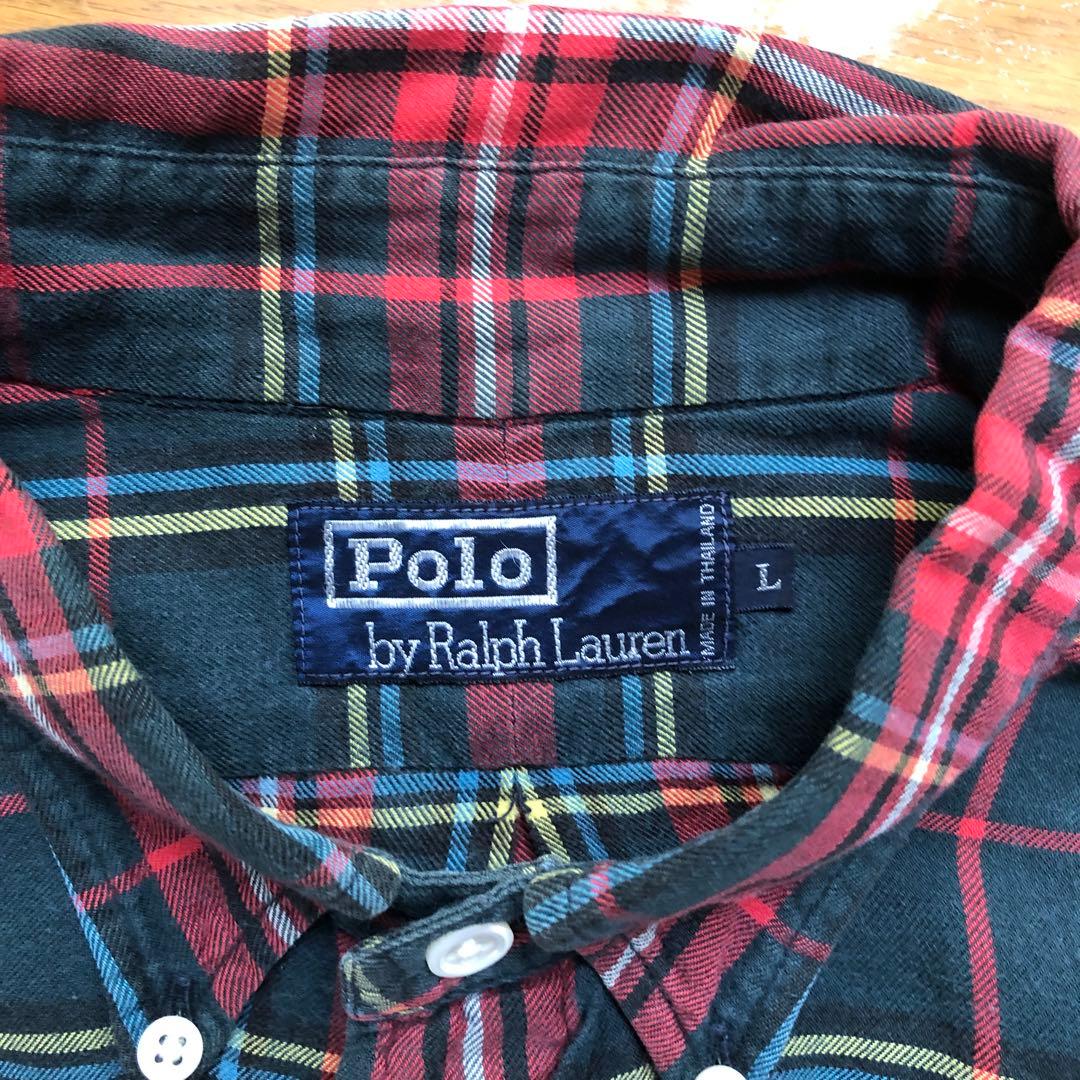 Polo
by Ralph Lauren
MADE IN THAILAND
L